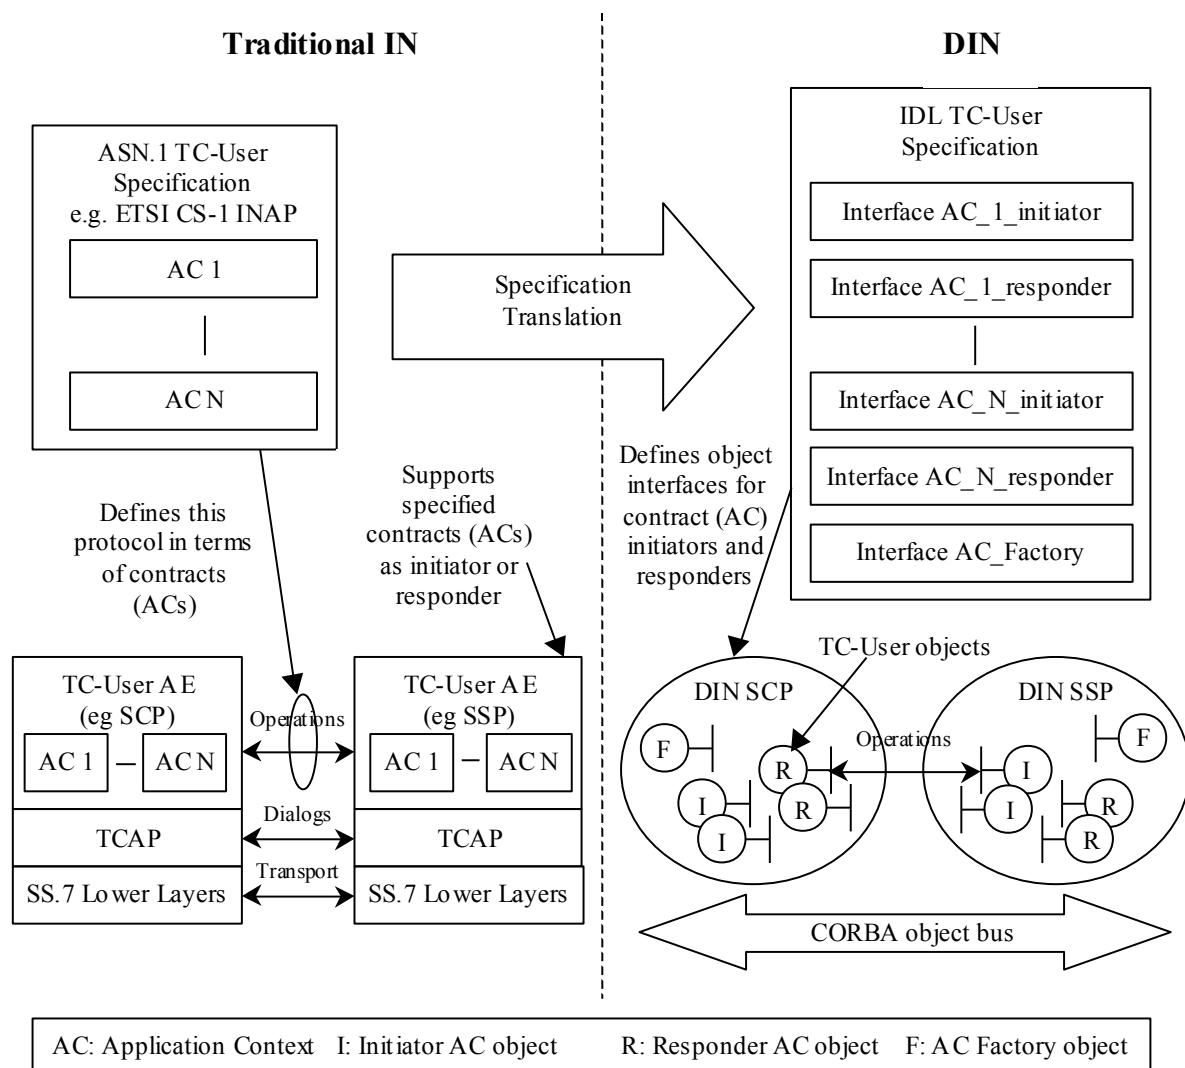 Traditional IN
DIN
ASN.1 TC-User
Specification
e.g. ETSI CS-1 INAP
AC 1
AC N
Specification
Translation
IDL TC-User
Specification
Interface AC_1_initiator
Interface AC_1_responder
Interface AC_N_initiator
Interface AC_N_responder
Interface AC_Factory
Defines this
protocol in terms
of contracts
(ACs)
Supports
specified
contracts (ACs)
as initiator or
responder
Defines object
interfaces for
contract (AC)
initiators and
responders
TC-User AE
(eg SCP)
AC 1
AC N
TCAP
SS.7 Lower Layers
Operations
Dialogs
Transport
TC-User AE
(eg SSP)
AC 1
AC N
TCAP
SS.7 Lower Layers
TC-User objects
DIN SCP
F
R
R
I
I
Operations
DIN SSP
F
I
I
R
R
CORBA object bus
AC: Application Context I: Initiator AC object R: Responder AC object F: AC Factory object